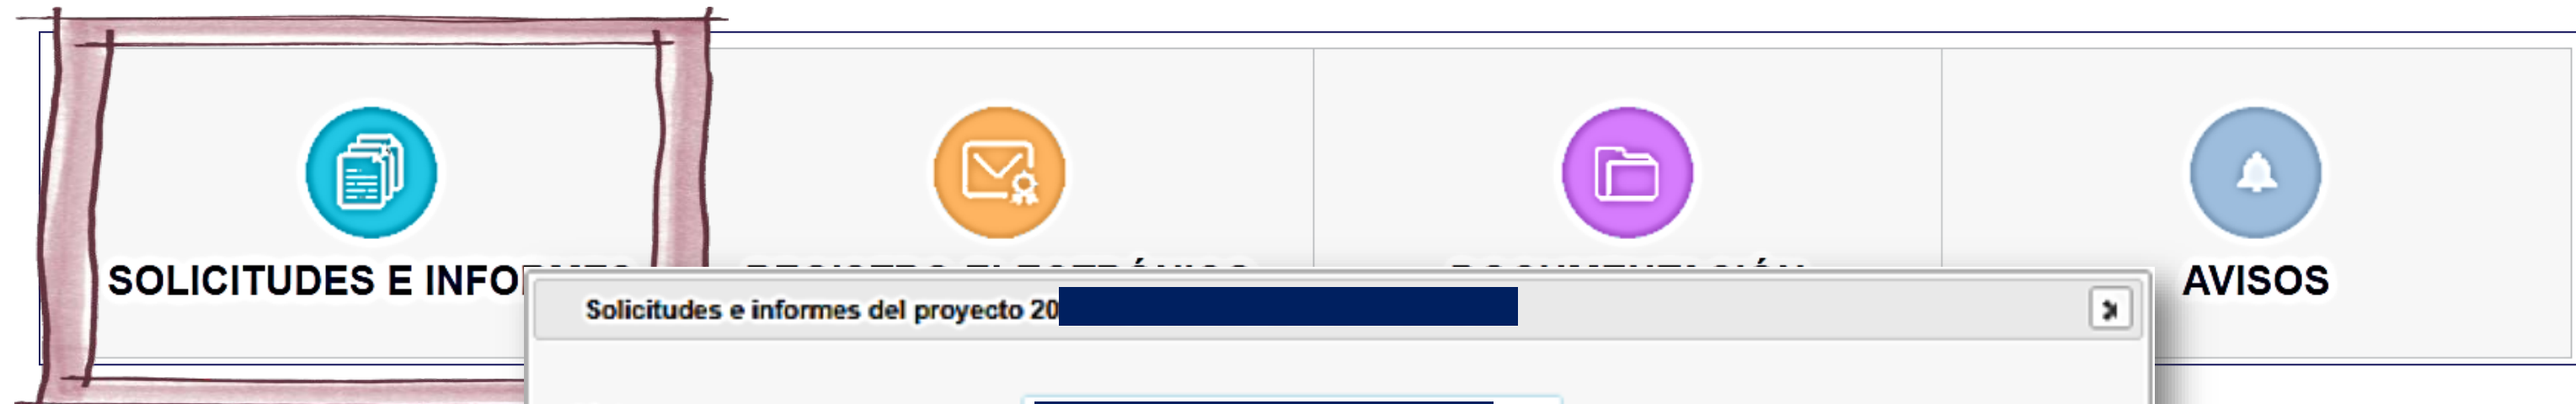 SOLICITUDES E INFO
AVISOS
Solicitudes e informes del proyecto 20